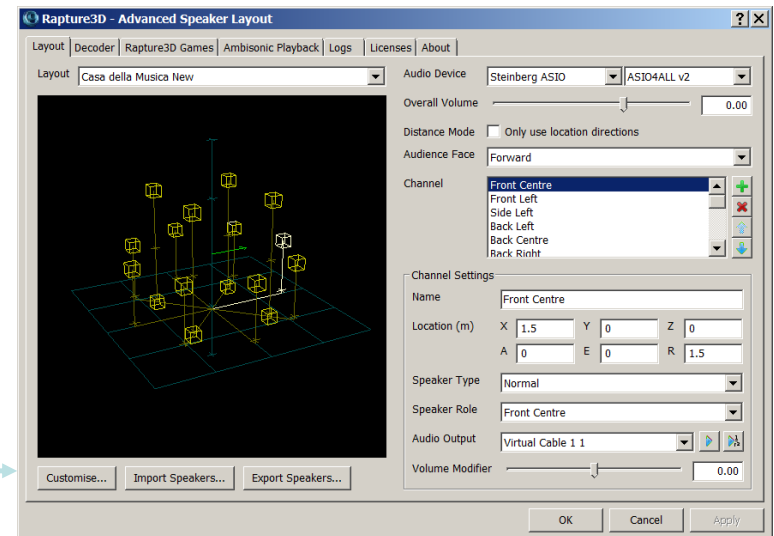 Rapture3D - Advanced Speaker Layout
Layout Decoder Rapture3D Games Ambisonic Playback Logs Licenses About
Layout Casa della Musica New
Audio Device Steinberg ASIO ASIO4ALL v2
Overall Volume 0.00
Distance Mode Only use location directions
Audience Face Forward
Channel Front Centre
Front Left
Side Left
Back Left
Back Centre
Back Right
Channel Settings
Name Front Centre
Location (m) X 1.5 Y 0 Z 0
A 0 E 0 R 1.5
Speaker Type Normal
Speaker Role Front Centre
Audio Output Virtual Cable 1 1
Volume Modifier 0.00
Customise... Import Speakers... Export Speakers...
OK Cancel Apply